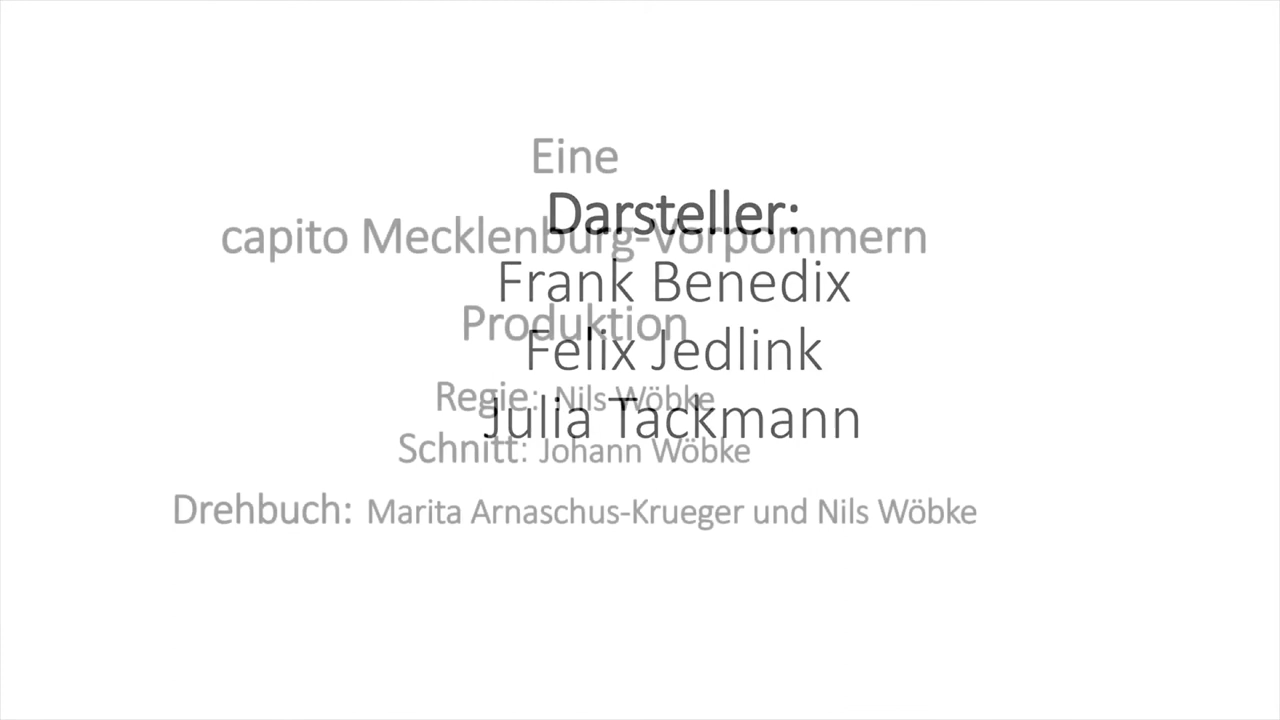 Eine
capito Mecklenburg-Vorpommern
Produktion
Regie: Nils Wöbke
Schnitt: Johann Wöbke
Drehbuch: Marita Arnaschus-Krueger und Nils Wöbke
Darsteller:
Frank Benedix
Felix Jedlink
Julia Tackmann